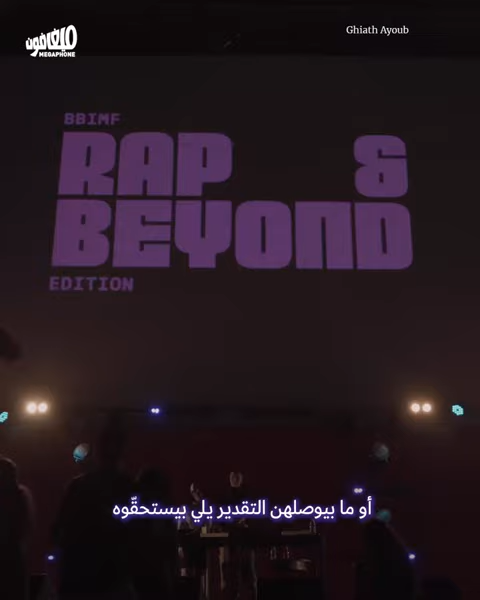 ميغافون
MEGAPHONE
Ghiath Ayoub
BBIMF
RAP &
BEYOND
EDITION
أو ما بيوصلهن التقدير يلي بيستحقّوه